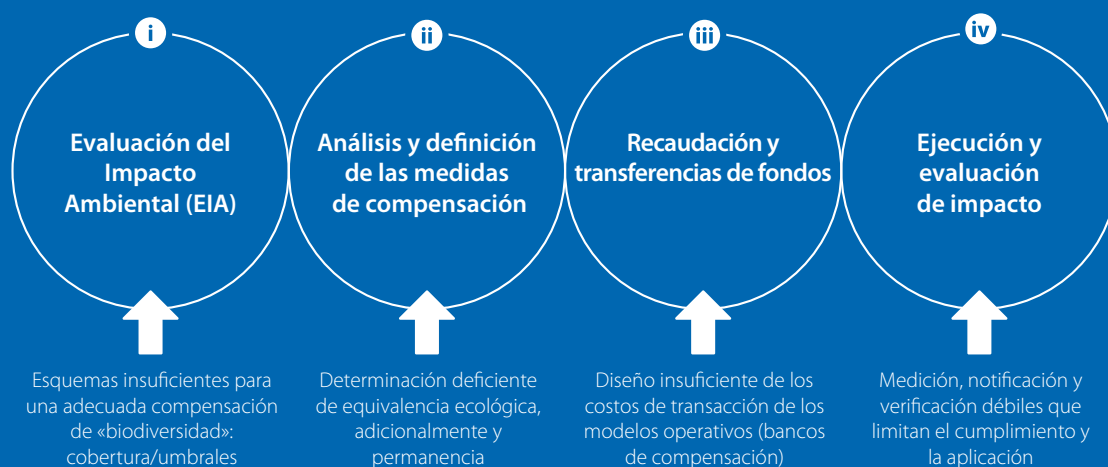 i
Evaluación del
Impacto
Ambiental (EIA)
Esquemas insuficientes para
una adecuada compensación
de «biodiversidad»:
cobertura/umbrales
ii
Análisis y definición
de las medidas
de compensación
Determinación deficiente
de equivalencia ecológica,
adicionalmente y
permanencia
iii
Recaudación y
transferencias de fondos
Diseño insuficiente de los
costos de transacción de los
modelos operativos (bancos
de compensación)
iv
Ejecución y
evaluación
de impacto
Medición, notificación y
verificación débiles que
limitan el cumplimiento y
la aplicación